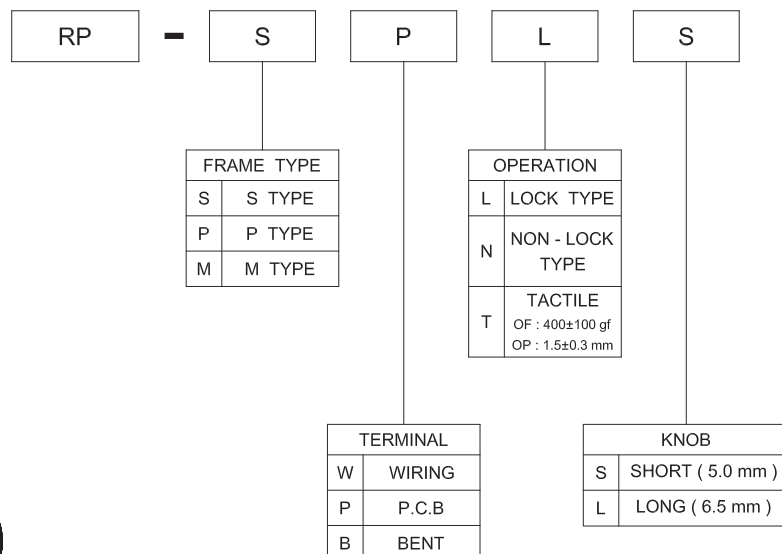 RP - S P L S
FRAME TYPE
S S TYPE
P P TYPE
M M TYPE
OPERATION
L LOCK TYPE
N NON - LOCK
TYPE
T TACTILE
OF : 400±100 gf
OP : 1.5±0.3 mm
TERMINAL
W WIRING
P P.C.B
B BENT
KNOB
S SHORT ( 5.0 mm )
L LONG ( 6.5 mm )